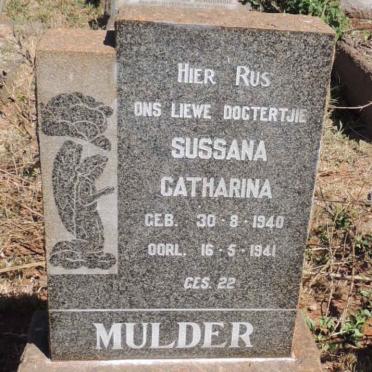 HIER RUS
ONS LIEWE DOGTERTJIE
SUSSANA
CATHARINA
GEB. 30-8-1940
OORL. 16-5-1941
GES. 22
MULDER